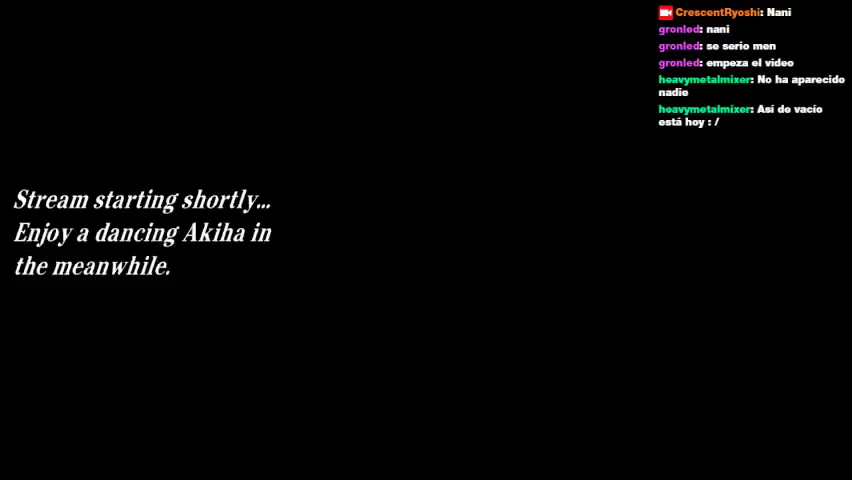 CrescentRyoshi: Nani
gronled: nani
gronled: se serio men
gronled: empeza el video
heavymetalmixer: No ha aparecido
nadie
heavymetalmixer: Así de vacío
está hoy : /
Stream starting shortly...
Enjoy a dancing Akiha in
the meanwhile.